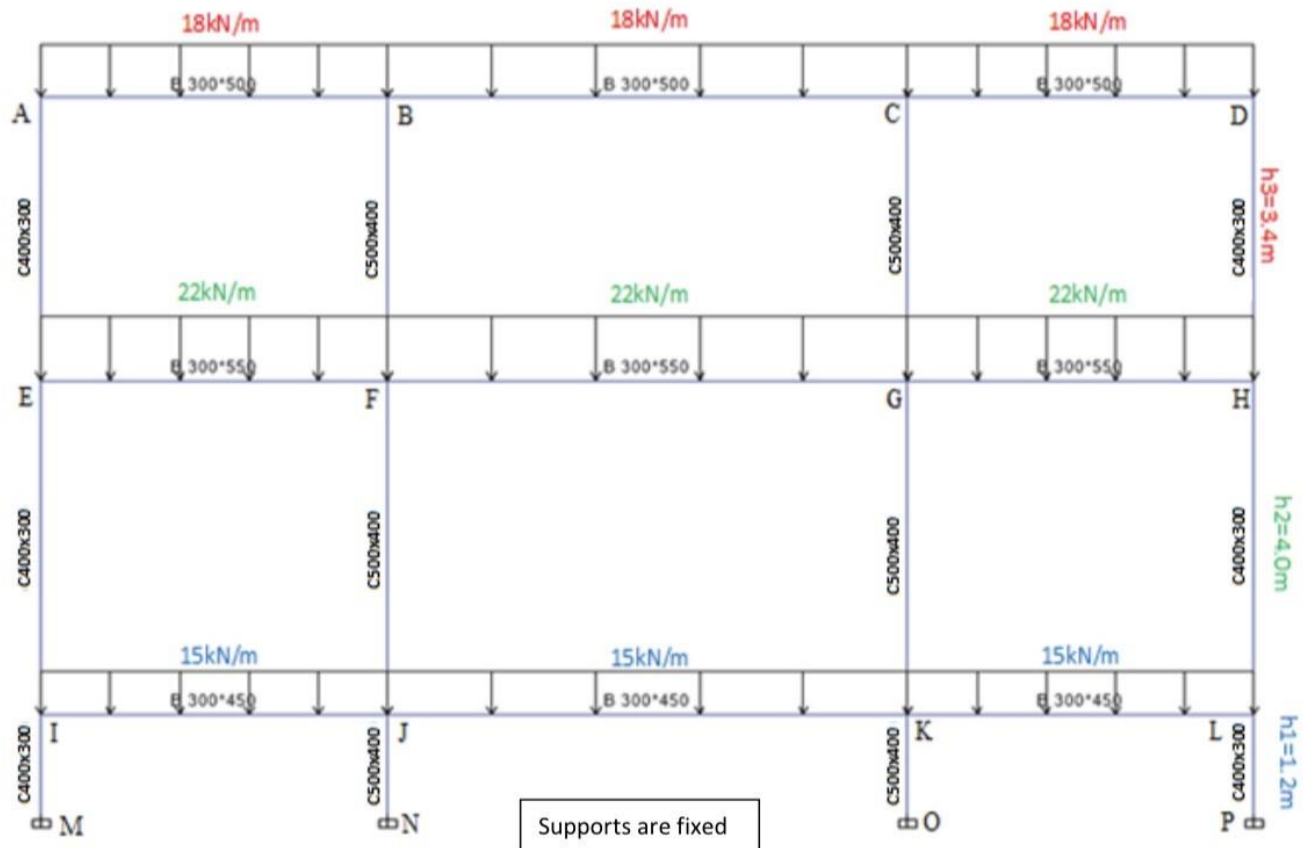 18kN/m 18kN/m 18kN/m
B 300*500 B 300*500 B 300*500
A B C D
C400x300 C500x400 C500x400 C400x300 h3=3.4m
22kN/m 22kN/m 22kN/m
B 300*550 B 300*550 B 300*550
E F G H
C400x300 C500x400 C500x400 C400x300 h2=4.0m
15kN/m 15kN/m 15kN/m
B 300*450 B 300*450 B 300*450
I J K L
C400x300 C500x400 C500x400 C400x300 h1=1.2m
M N O P
Supports are fixed